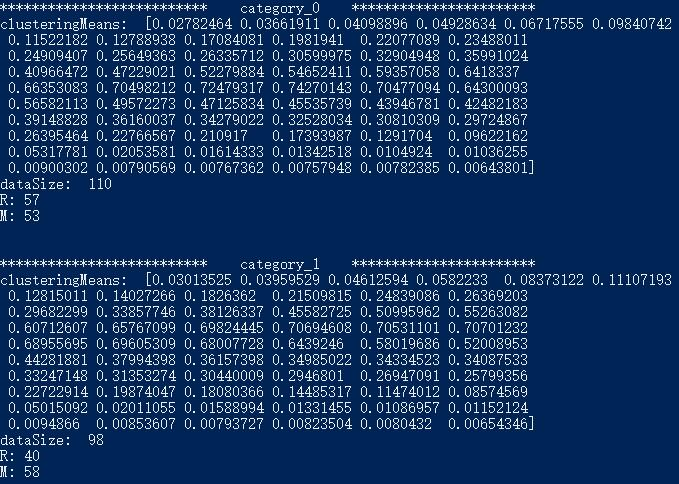 **************************    category_0    ***********************
clusteringMeans:  [0.02782464 0.03661911 0.04098896 0.04928634 0.06717555 0.09840742
 0.11522182 0.12788938 0.17084081 0.1981941  0.22077089 0.23488011
 0.24909407 0.25649363 0.26335712 0.30599975 0.32904948 0.35991024
 0.40966472 0.47229021 0.52279884 0.54652411 0.59357058 0.6418337
 0.66353083 0.70498212 0.72479317 0.74270143 0.70477094 0.64300093
 0.56582113 0.49572273 0.47125834 0.45535739 0.43946781 0.42482183
 0.39148828 0.36160037 0.34279022 0.32528034 0.30810309 0.29724867
 0.26395464 0.22766567 0.210917   0.17393987 0.1291704  0.09622162
 0.05317781 0.02053581 0.01614333 0.01342518 0.0104924  0.01036255
 0.00900302 0.00790569 0.00767362 0.00757948 0.00782385 0.00643801]
dataSize:  110
R: 57
M: 53
**************************    category_1    ***********************
clusteringMeans:  [0.03013525 0.03959529 0.04612594 0.0582233  0.08373122 0.11107193
 0.12815011 0.14027266 0.1826362  0.21509815 0.24839086 0.26369203
 0.29682299 0.33857746 0.38126337 0.45582725 0.50995962 0.55263082
 0.60712607 0.65767099 0.69824445 0.70694608 0.70531101 0.70701232
 0.68955695 0.69605309 0.68007728 0.6439246  0.58019686 0.52008953
 0.44281881 0.37994398 0.36157398 0.34985022 0.34334523 0.34087533
 0.33247148 0.31353274 0.30440009 0.2946801  0.26947091 0.25799356
 0.22722914 0.19874047 0.18080366 0.14485317 0.11474012 0.08574569
 0.05015092 0.02011055 0.01588994 0.01331455 0.01086957 0.01152124
 0.0094866  0.00853607 0.00793727 0.00823504 0.0080432  0.00654346]
dataSize:  98
R: 40
M: 58